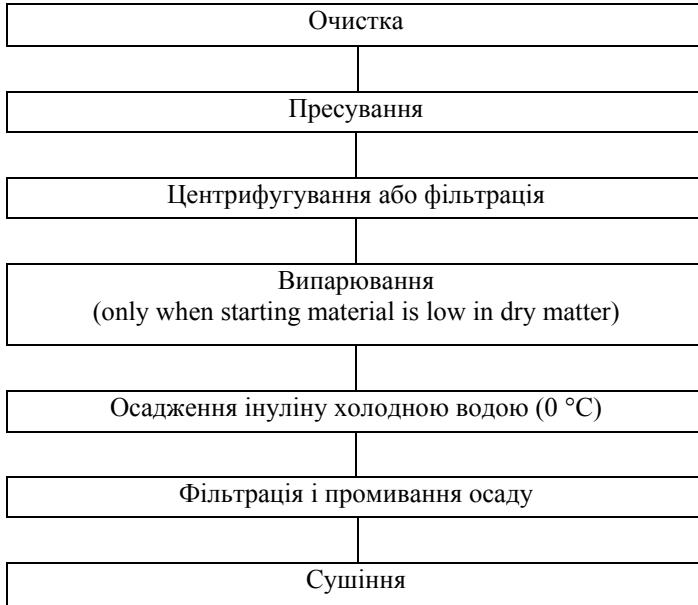 Очистка
Пресування
Центрифугування або фільтрація
Випарювання
(only when starting material is low in dry matter)
Осадження інуліну холодною водою (0 °C)
Фільтрація і промивання осаду
Сушіння